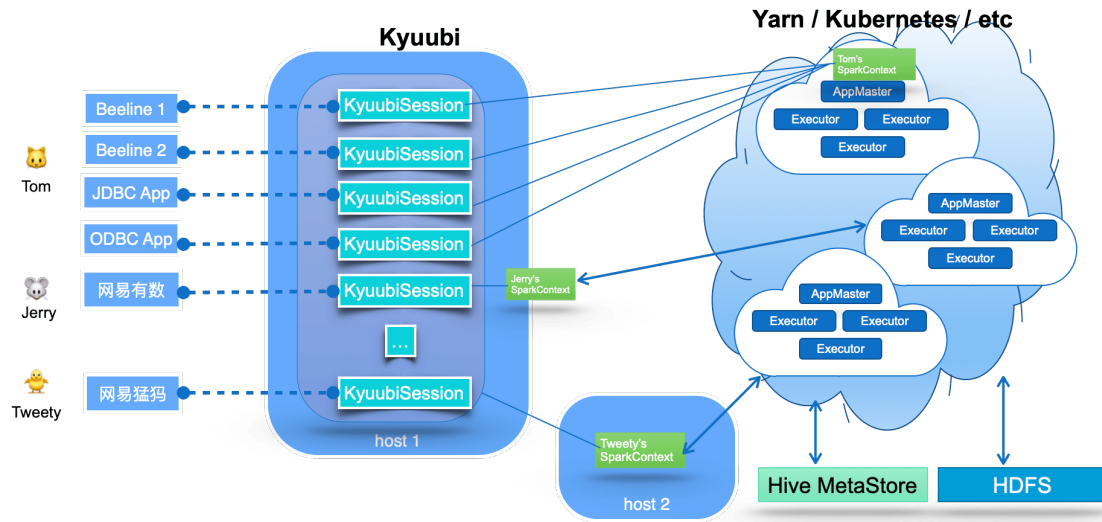 Kyuubi
Yarn / Kubernetes / etc
Beeline 1
Beeline 2
JDBC App
ODBC App
网易有数
网易猛犸
Tom
Jerry
Tweety
KyuubiSession
KyuubiSession
KyuubiSession
KyuubiSession
KyuubiSession
...
KyuubiSession
host 1
Jerry's
SparkContext
Tweety's
SparkContext
host 2
Tom's
SparkContext
AppMaster
Executor
Executor
Executor
AppMaster
Executor
Executor
Executor
AppMaster
Executor
Executor
Executor
Hive MetaStore
HDFS